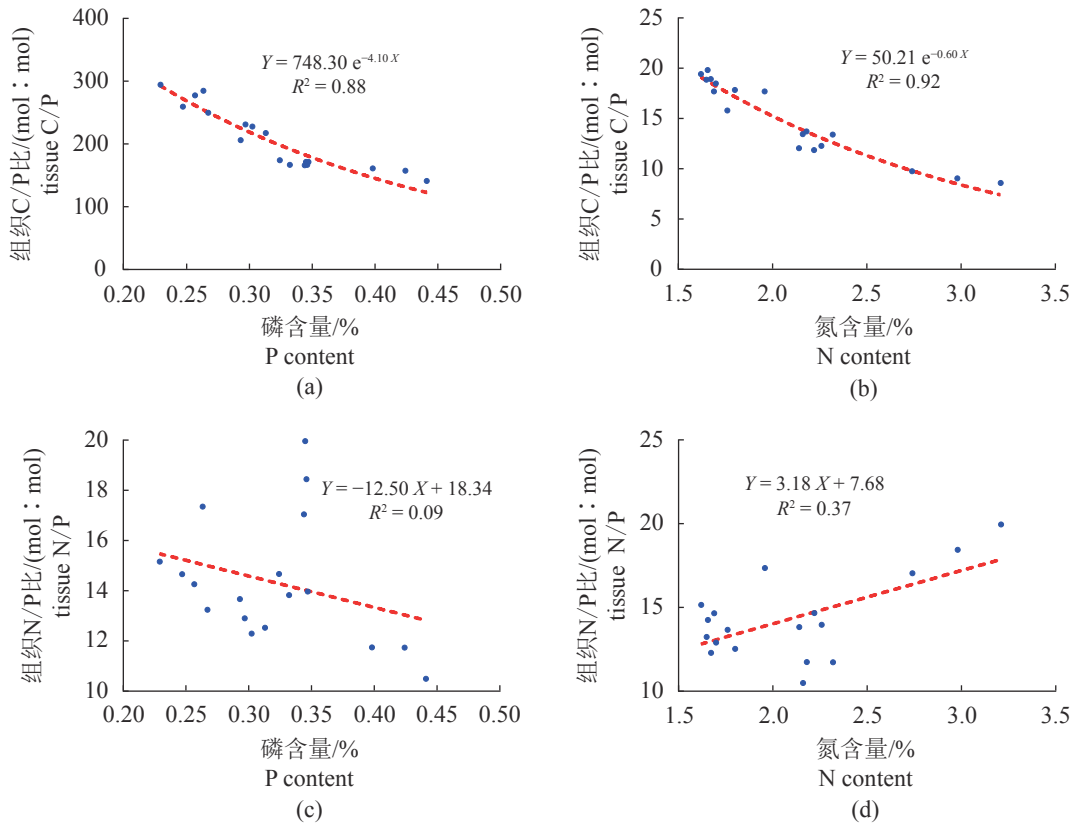 400
300
200
100
0
0.20 0.25 0.30 0.35 0.40 0.45 0.50
组织C/P比/(mol∶mol)
tissue C/P
Y = 748.30 e^−4.10 X
R² = 0.88
磷含量/%
P content
(a)
25
20
15
10
5
0
1.5 2.0 2.5 3.0 3.5
组织C/P比/(mol∶mol)
tissue C/P
Y = 50.21 e^−0.60 X
R² = 0.92
氮含量/%
N content
(b)
20
18
16
14
12
10
0.20 0.25 0.30 0.35 0.40 0.45 0.50
组织N/P比/(mol∶mol)
tissue N/P
Y = −12.50 X + 18.34
R² = 0.09
磷含量/%
P content
(c)
25
20
15
10
1.5 2.0 2.5 3.0 3.5
组织N/P比/(mol∶mol)
tissue N/P
Y = 3.18 X + 7.68
R² = 0.37
氮含量/%
N content
(d)